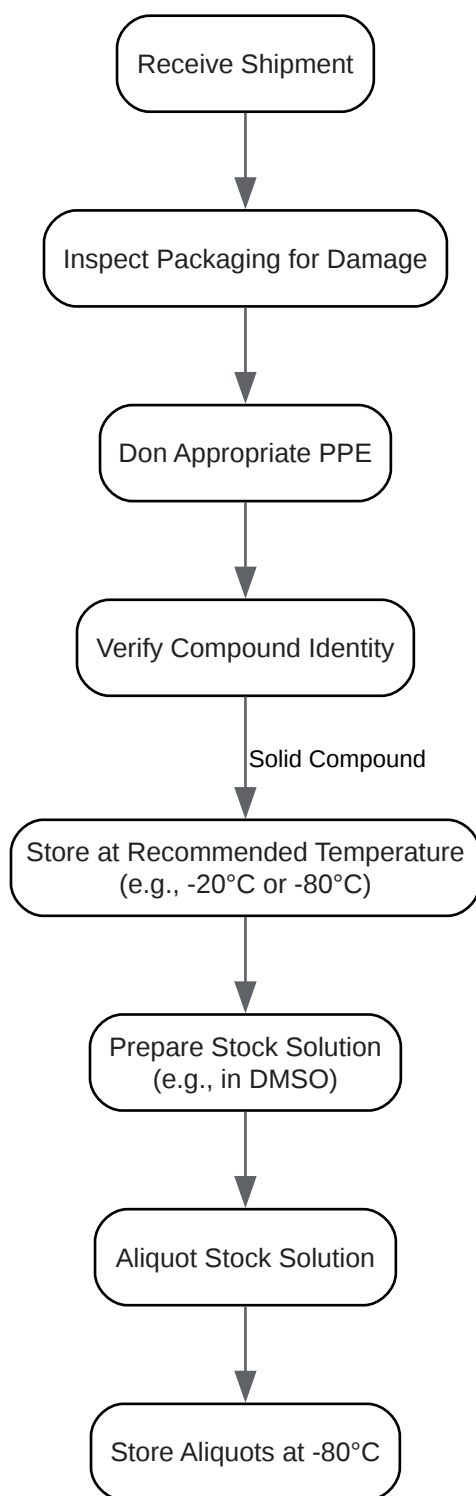 Receive Shipment
Inspect Packaging for Damage
Don Appropriate PPE
Verify Compound Identity
Solid Compound
Store at Recommended Temperature
(e.g., -20°C or -80°C)
Prepare Stock Solution
(e.g., in DMSO)
Aliquot Stock Solution
Store Aliquots at -80°C